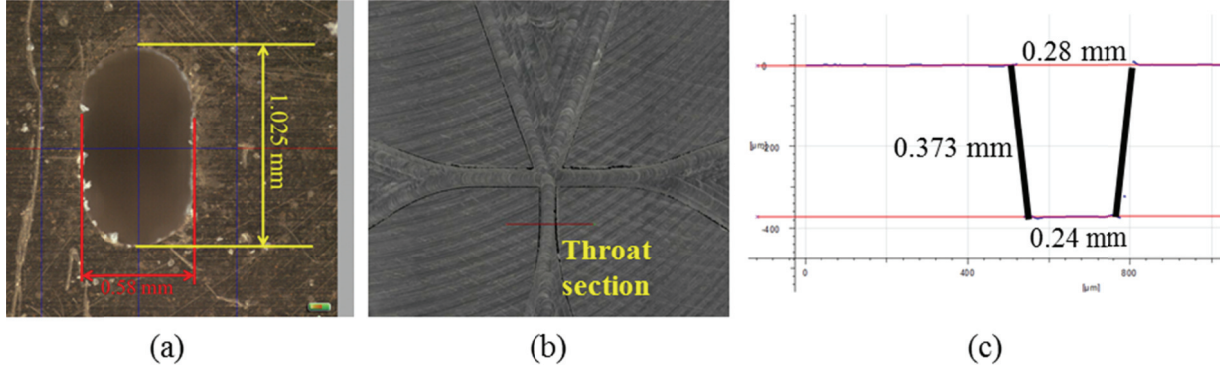 1.025 mm
0.58 mm
(a)
Throat
section
(b)
0.28 mm
0.373 mm
0.24 mm
0
-200
-400
[µm]
0
400
800
[µm]
(c)